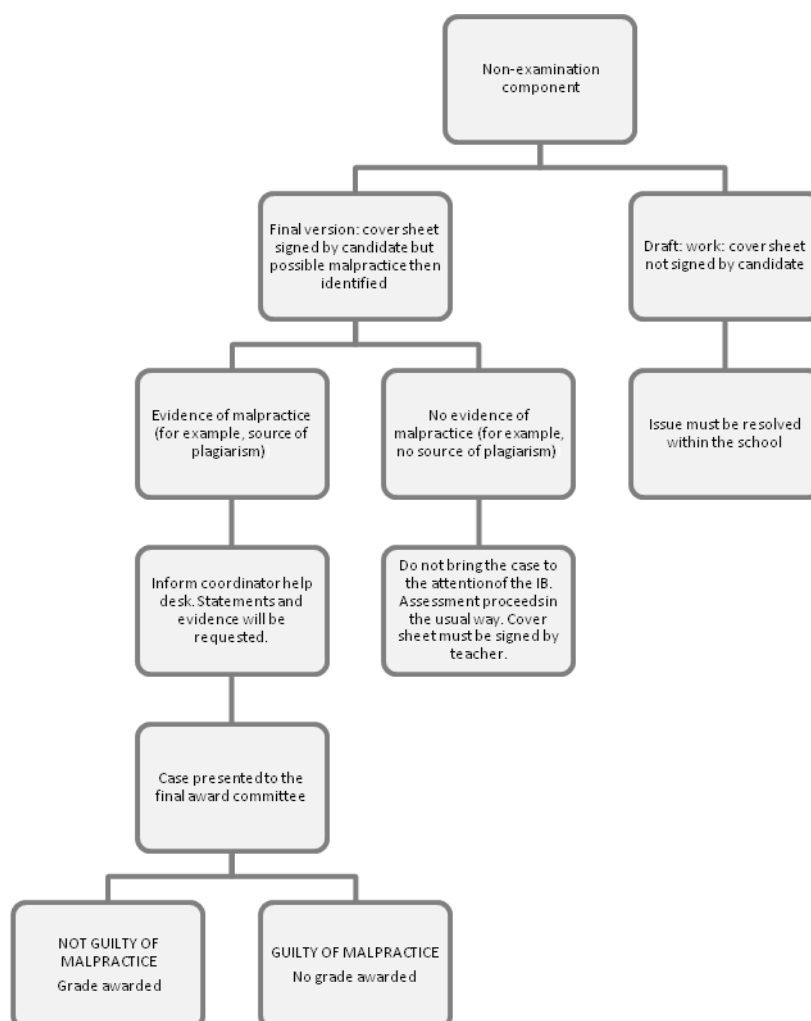 Non-examination
component
Final version: cover sheet
signed by candidate but
possible malpractice then
identified
Draft: work: cover sheet
not signed by candidate
Evidence of malpractice
(for example, source of
plagiarism)
No evidence of
malpractice (for example,
no source of plagiarism)
Issue must be resolved
within the school
Inform coordinator help
desk. Statements and
evidence will be
requested.
Do not bring the case to
the attention of the IB.
Assessment proceeds in
the usual way. Cover
sheet must be signed by
teacher.
Case presented to the
final award committee
NOT GUILTY OF
MALPRACTICE
Grade awarded
GUILTY OF MALPRACTICE
No grade awarded